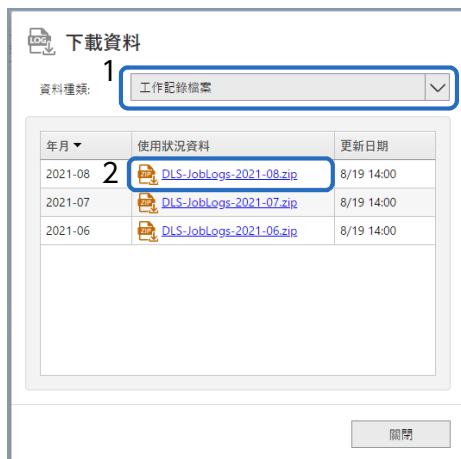 LOG 下載資料
1
資料種類: 工作記錄檔案
年月 使用狀況資料 更新日期
2021-08 2 ZIP DLS-JobLogs-2021-08.zip 8/19 14:00
2021-07 ZIP DLS-JobLogs-2021-07.zip 8/19 14:00
2021-06 ZIP DLS-JobLogs-2021-06.zip 8/19 14:00
關閉